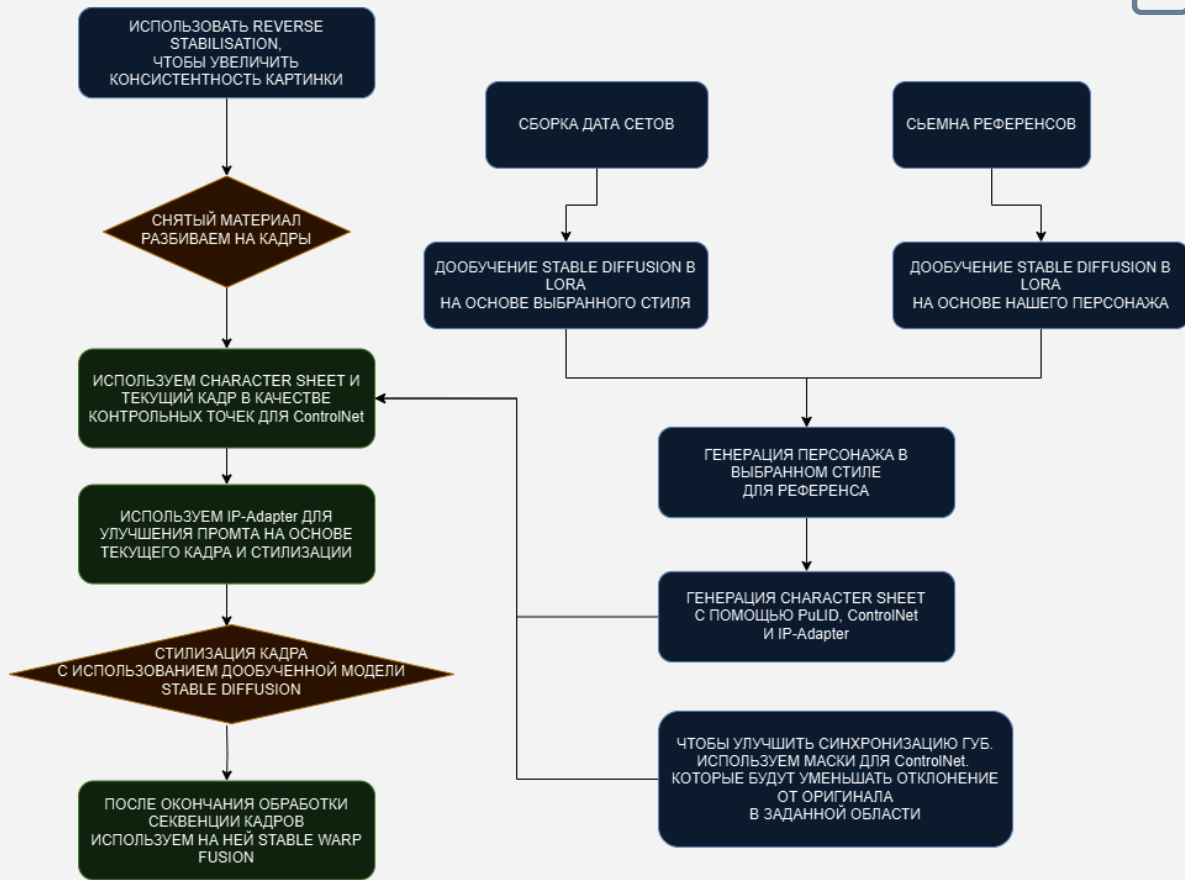 ИСПОЛЬЗОВАТЬ REVERSE
STABILISATION,
ЧТОБЫ УВЕЛИЧИТЬ
КОНСИСТЕНТНОСТЬ КАРТИНКИ
СНЯТЫЙ МАТЕРИАЛ
РАЗБИВАЕМ НА КАДРЫ
ИСПОЛЬЗУЕМ CHARACTER SHEET И
ТЕКУЩИЙ КАДР В КАЧЕСТВЕ
КОНТРОЛЬНЫХ ТОЧЕК ДЛЯ ControlNet
ИСПОЛЬЗУЕМ IP-Adapter ДЛЯ
УЛУЧШЕНИЯ ПРОМТА НА ОСНОВЕ
ТЕКУЩЕГО КАДРА И СТИЛИЗАЦИИ
СТИЛИЗАЦИЯ КАДРА
С ИСПОЛЬЗОВАНИЕМ ДООБУЧЕННОЙ МОДЕЛИ
STABLE DIFFUSION
ПОСЛЕ ОКОНЧАНИЯ ОБРАБОТКИ
СЕКВЕНЦИИ КАДРОВ
ИСПОЛЬЗУЕМ НА НЕЙ STABLE WARP
FUSION
СБОРКА ДАТА СЕТОВ
ДООБУЧЕНИЕ STABLE DIFFUSION В
LORA
НА ОСНОВЕ ВЫБРАННОГО СТИЛЯ
СЬЕМНА РЕФЕРЕНСОВ
ДООБУЧЕНИЕ STABLE DIFFUSION В
LORA
НА ОСНОВЕ НАШЕГО ПЕРСОНАЖА
ГЕНЕРАЦИЯ ПЕРСОНАЖА В
ВЫБРАННОМ СТИЛЕ
ДЛЯ РЕФЕРЕНСА
ГЕНЕРАЦИЯ CHARACTER SHEET
С ПОМОЩЬЮ PuLID, ControlNet
И IP-Adapter
ЧТОБЫ УЛУЧШИТЬ СИНХРОНИЗАЦИЮ ГУБ.
ИСПОЛЬЗУЕМ МАСКИ ДЛЯ ControlNet.
КОТОРЫЕ БУДУТ УМЕНЬШАТЬ ОТКЛОНЕНИЕ
ОТ ОРИГИНАЛА
В ЗАДАННОЙ ОБЛАСТИ